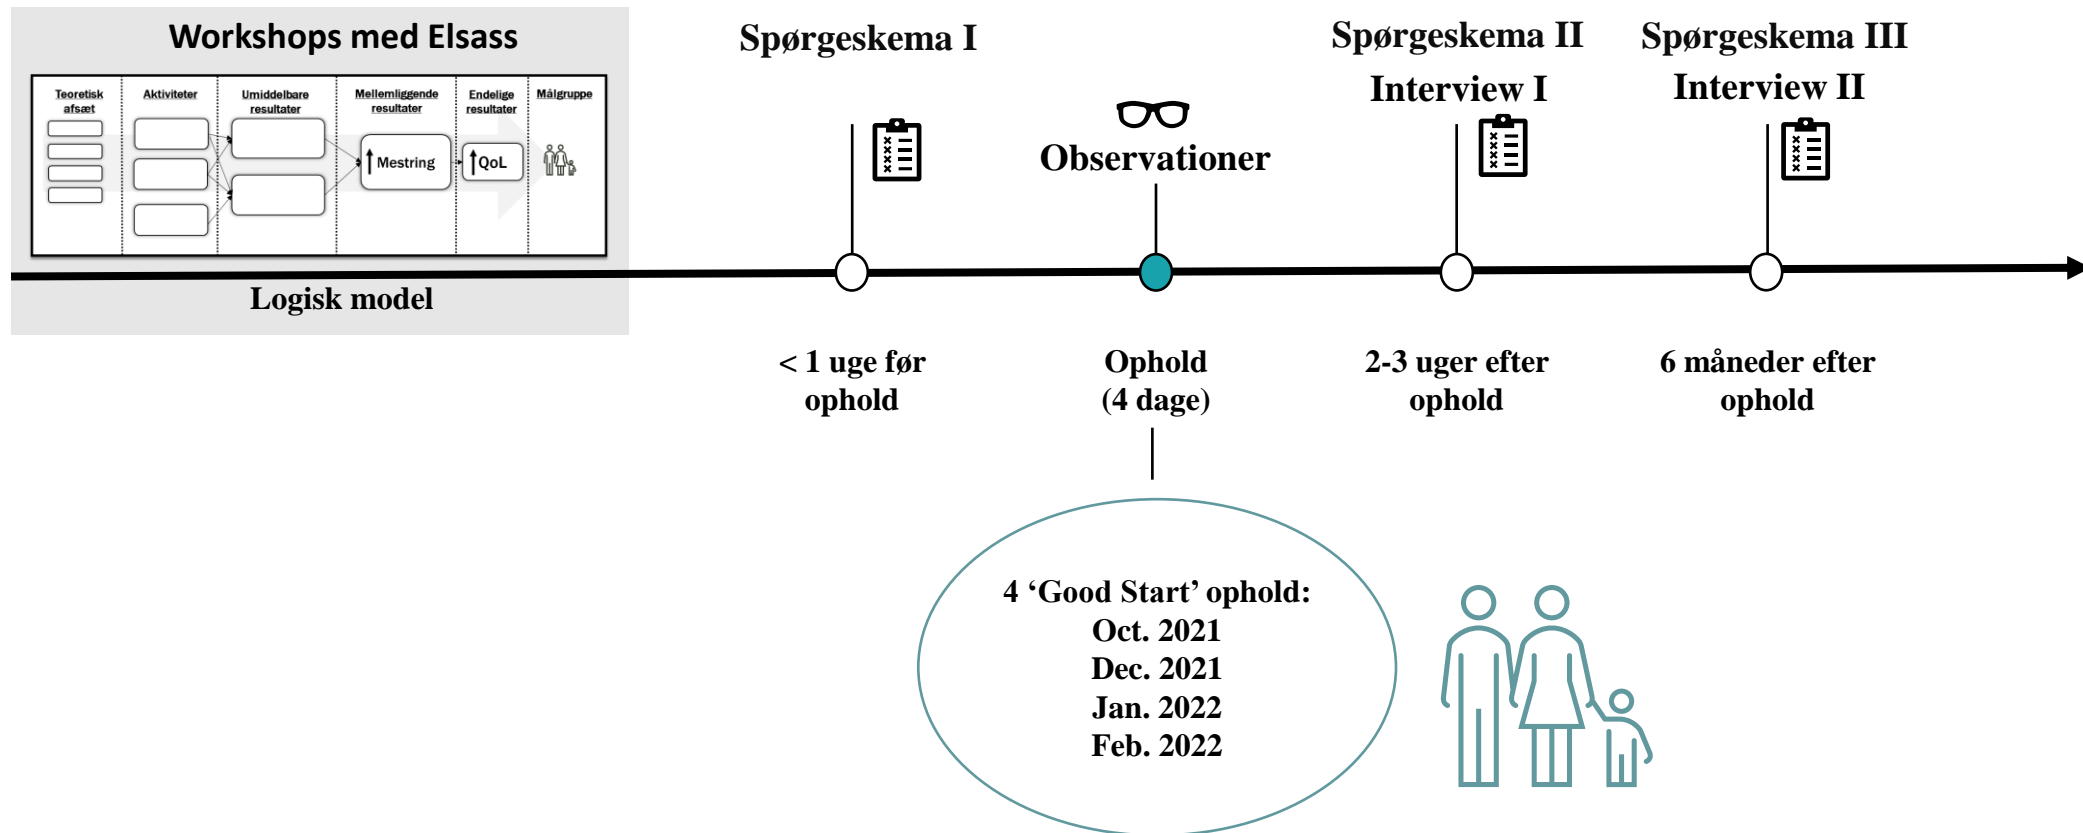 Workshops med Elsass
Teoretisk
afsæt
Aktiviteter
Umiddelbare
resultater
Mellemliggende
resultater
Endelige
resultater
Målgruppe
Mestring
QoL
Logisk model
Spørgeskema I
Observationer
Spørgeskema II
Interview I
Spørgeskema III
Interview II
< 1 uge før
ophold
Ophold
(4 dage)
2-3 uger efter
ophold
6 måneder efter
ophold
4 ‘Good Start’ ophold:
Oct. 2021
Dec. 2021
Jan. 2022
Feb. 2022